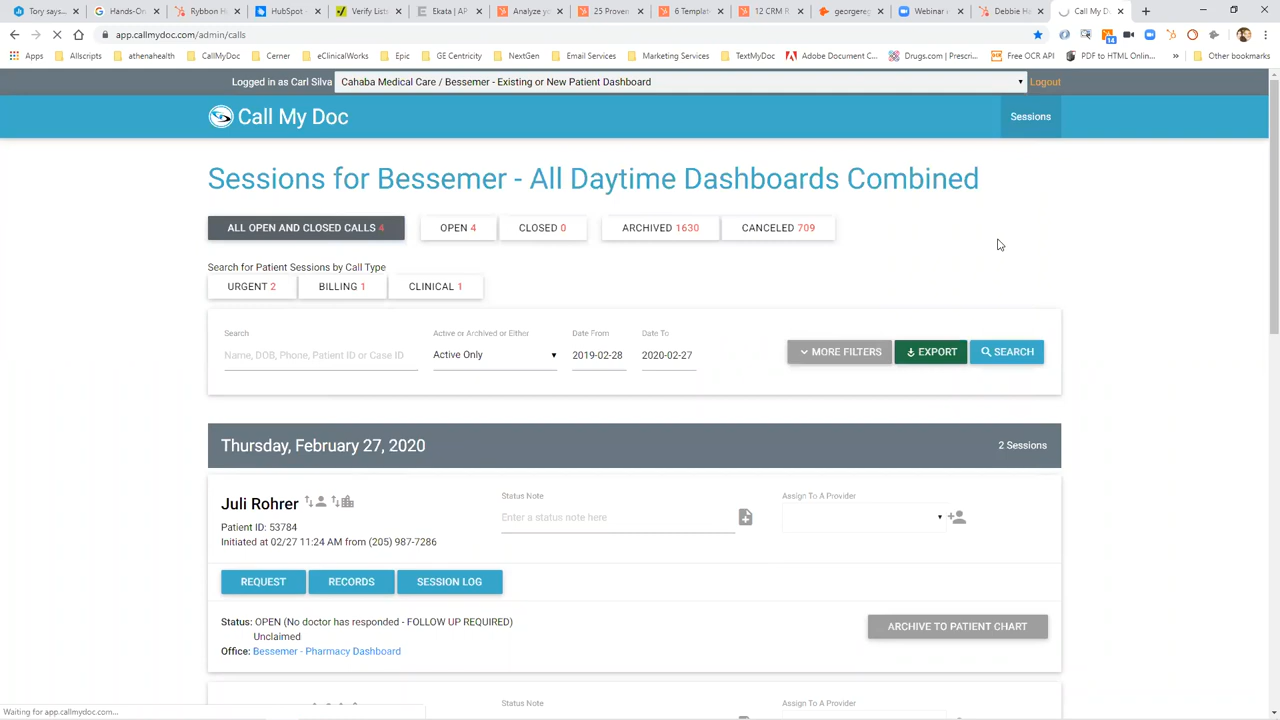 Tory says...
Hands-On
Rybbon H
HubSpot
Verify List
Ekata | AP
Analyze yo
25 Proven
6 Templat
12 CRM R
georgereg
Webinar r
Debbie Ha
Call My D
app.callmydoc.com/admin/calls
14
Apps
Allscripts
athenahealth
CallMyDoc
Cerner
eClinicalWorks
Epic
GE Centricity
NextGen
Email Services
Marketing Services
TextMyDoc
Adobe Document C...
Drugs.com | Prescri...
Free OCR API
PDF to HTML Onlin...
»
Other bookmarks
Logged in as Carl Silva
Cahaba Medical Care / Bessemer - Existing or New Patient Dashboard
Logout
Call My Doc
Sessions
Sessions for Bessemer - All Daytime Dashboards Combined
ALL OPEN AND CLOSED CALLS 4
OPEN 4
CLOSED 0
ARCHIVED 1630
CANCELED 709
Search for Patient Sessions by Call Type
URGENT 2
BILLING 1
CLINICAL 1
Search
Active or Archived or Either
Date From
Date To
Name, DOB, Phone, Patient ID or Case ID
Active Only
2019-02-28
2020-02-27
MORE FILTERS
EXPORT
SEARCH
Thursday, February 27, 2020
2 Sessions
Juli Rohrer
Status Note
Assign To A Provider
Enter a status note here
Patient ID: 53784
Initiated at 02/27 11:24 AM from (205) 987-7286
REQUEST
RECORDS
SESSION LOG
Status: OPEN (No doctor has responded - FOLLOW UP REQUIRED)
Unclaimed
Office: Bessemer - Pharmacy Dashboard
ARCHIVE TO PATIENT CHART
Status Note
Assign To A Provider
Waiting for app.callmydoc.com...